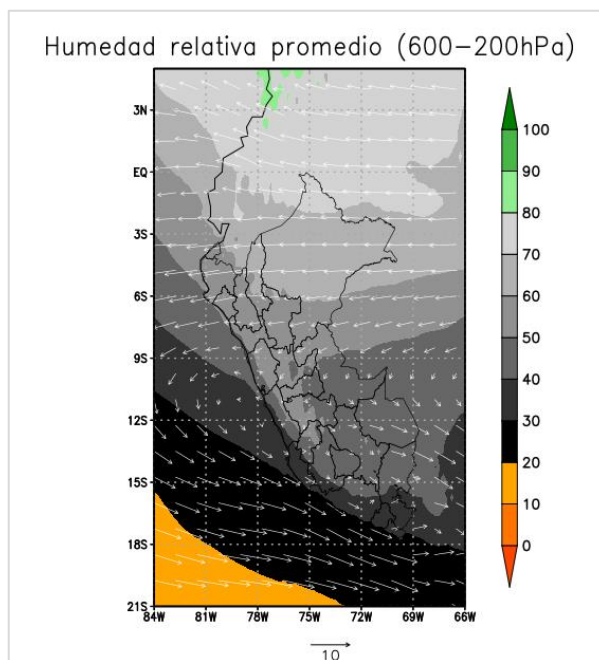 Humedad relativa promedio (600–200hPa)
3N
EQ
3S
6S
9S
12S
15S
18S
21S
84W 81W 78W 75W 72W 69W 66W
100
90
80
70
60
50
40
30
20
10
0
10